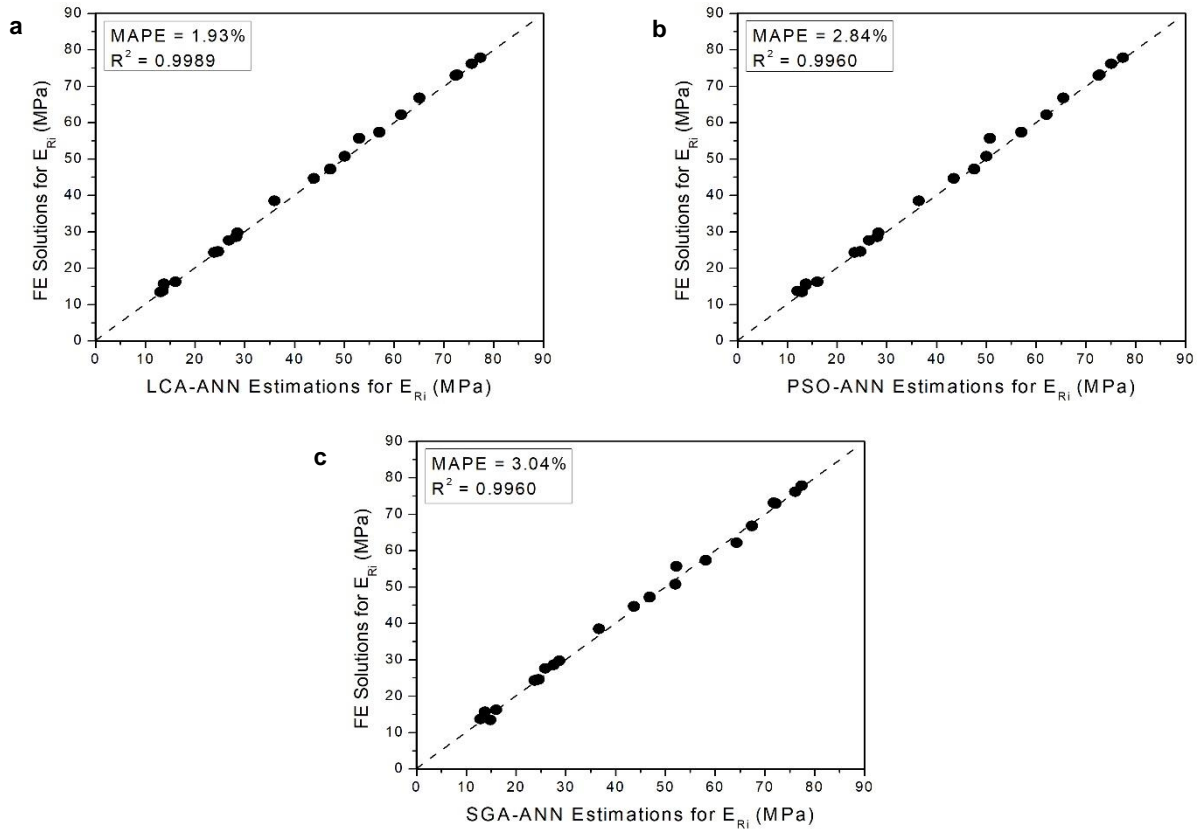 a
MAPE = 1.93%
R² = 0.9989
90
80
70
60
50
40
30
20
10
0
FE Solutions for E_Ri (MPa)
0 10 20 30 40 50 60 70 80 90
LCA-ANN Estimations for E_Ri (MPa)
b
MAPE = 2.84%
R² = 0.9960
90
80
70
60
50
40
30
20
10
0
FE Solutions for E_Ri (MPa)
0 10 20 30 40 50 60 70 80 90
PSO-ANN Estimations for E_Ri (MPa)
c
MAPE = 3.04%
R² = 0.9960
90
80
70
60
50
40
30
20
10
0
FE Solutions for E_Ri (MPa)
0 10 20 30 40 50 60 70 80 90
SGA-ANN Estimations for E_Ri (MPa)